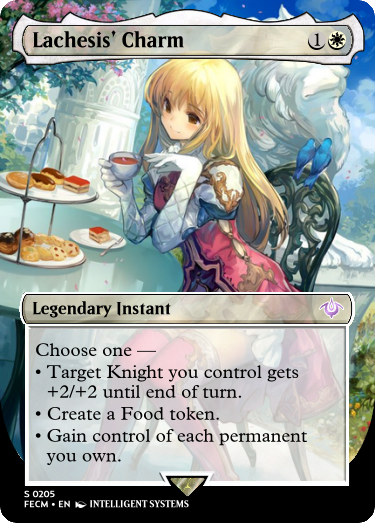 Lachesis' Charm 1
Legendary Instant
Choose one —
• Target Knight you control gets
+2/+2 until end of turn.
• Create a Food token.
• Gain control of each permanent
you own.
S 0205
FECM • EN INTELLIGENT SYSTEMS